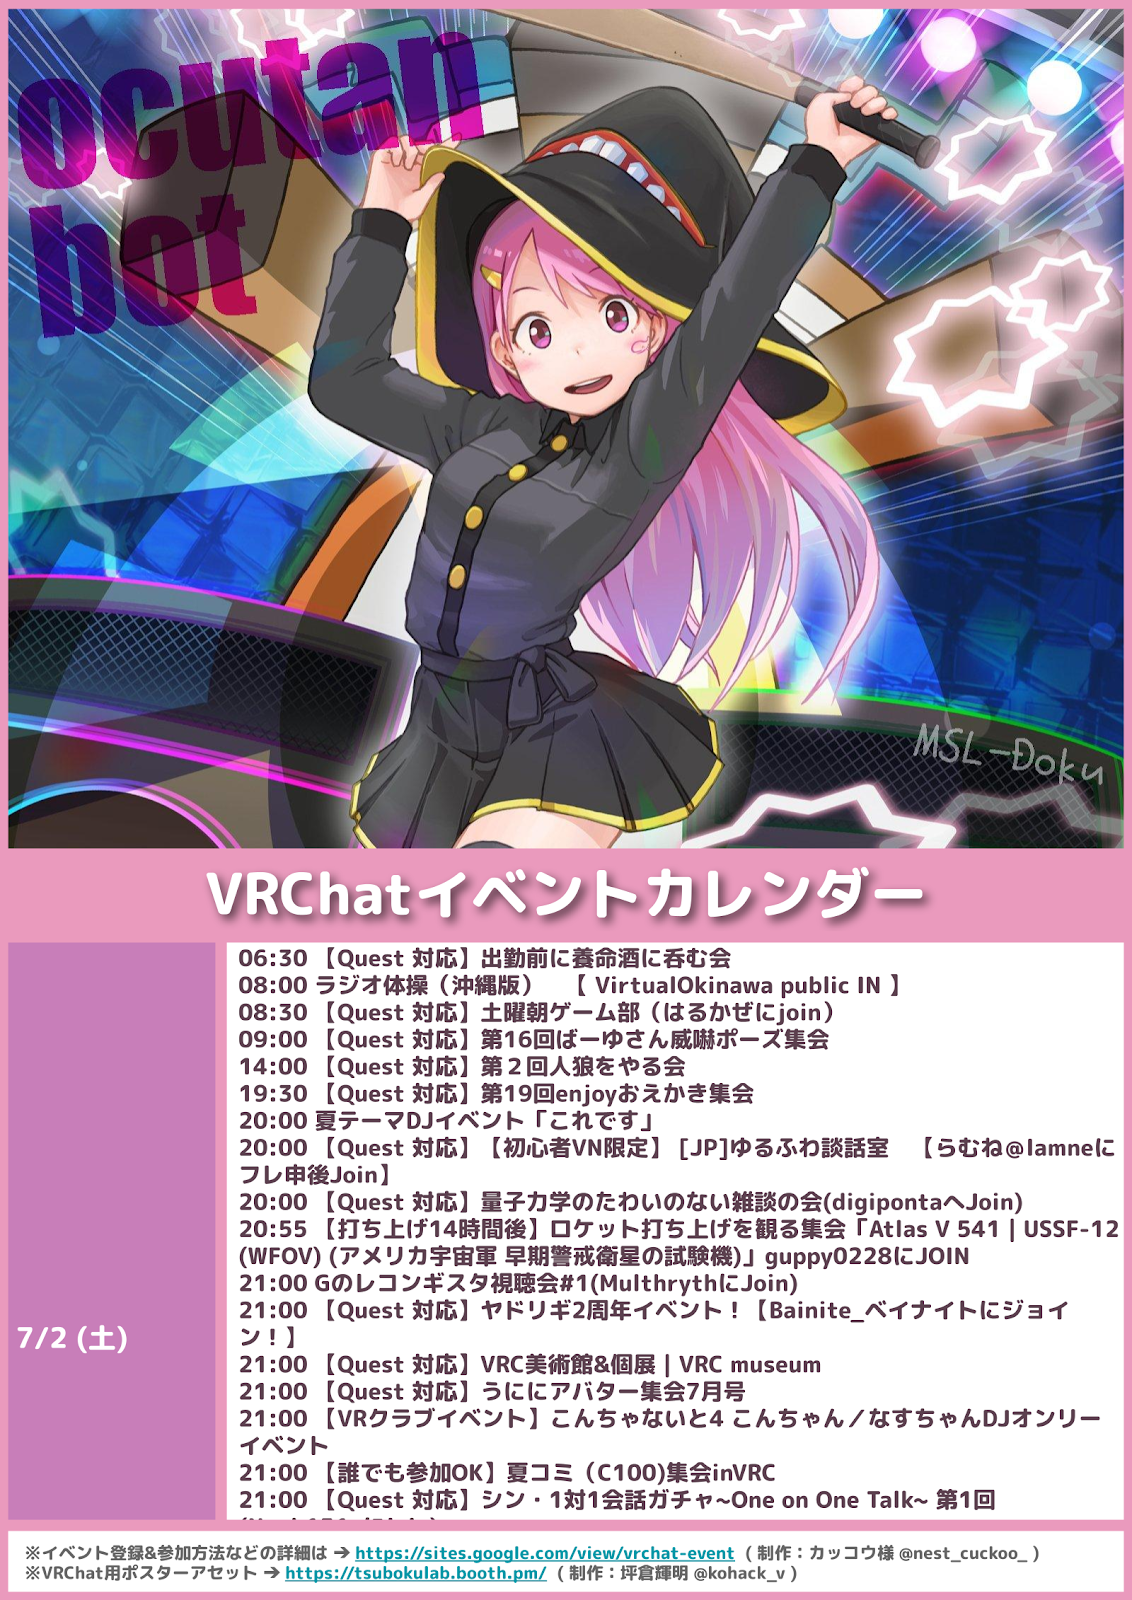 ocutan
bot
MSL-Doku
VRChatイベントカレンダー
7/2 (土)
06:30 【Quest 対応】出勤前に養命酒に呑む会
08:00 ラジオ体操（沖縄版）　【 VirtualOkinawa public IN 】
08:30 【Quest 対応】土曜朝ゲーム部（はるかぜにjoin）
09:00 【Quest 対応】第16回ばーゆさん威嚇ポーズ集会
14:00 【Quest 対応】第２回人狼をやる会
19:30 【Quest 対応】第19回enjoyおえかき集会
20:00 夏テーマDJイベント「これです」
20:00 【Quest 対応】【初心者VN限定】 [JP]ゆるふわ談話室　【らむね＠lamneに
フレ申後Join】
20:00 【Quest 対応】量子力学のたわいのない雑談の会(digipontaへJoin)
20:55 【打ち上げ14時間後】ロケット打ち上げを観る集会「Atlas V 541 | USSF-12
(WFOV) (アメリカ宇宙軍 早期警戒衛星の試験機)」guppy0228にJOIN
21:00 Gのレコンギスタ視聴会#1(MulthrythにJoin)
21:00 【Quest 対応】ヤドリギ2周年イベント！【Bainite_ベイナイトにジョイ
ン！】
21:00 【Quest 対応】VRC美術館&個展 | VRC museum
21:00 【Quest 対応】うににアバター集会7月号
21:00 【VRクラブイベント】こんちゃないと4 こんちゃん／なすちゃんDJオンリー
イベント
21:00 【誰でも参加OK】夏コミ（C100)集会inVRC
21:00 【Quest 対応】シン・1対1会話ガチャ~One on One Talk~ 第1回
※イベント登録&参加方法などの詳細は ➔ https://sites.google.com/view/vrchat-event ( 制作：カッコウ様 @nest_cuckoo_ )
※VRChat用ポスターアセット ➔ https://tsubokulab.booth.pm/ ( 制作：坪倉輝明 @kohack_v )